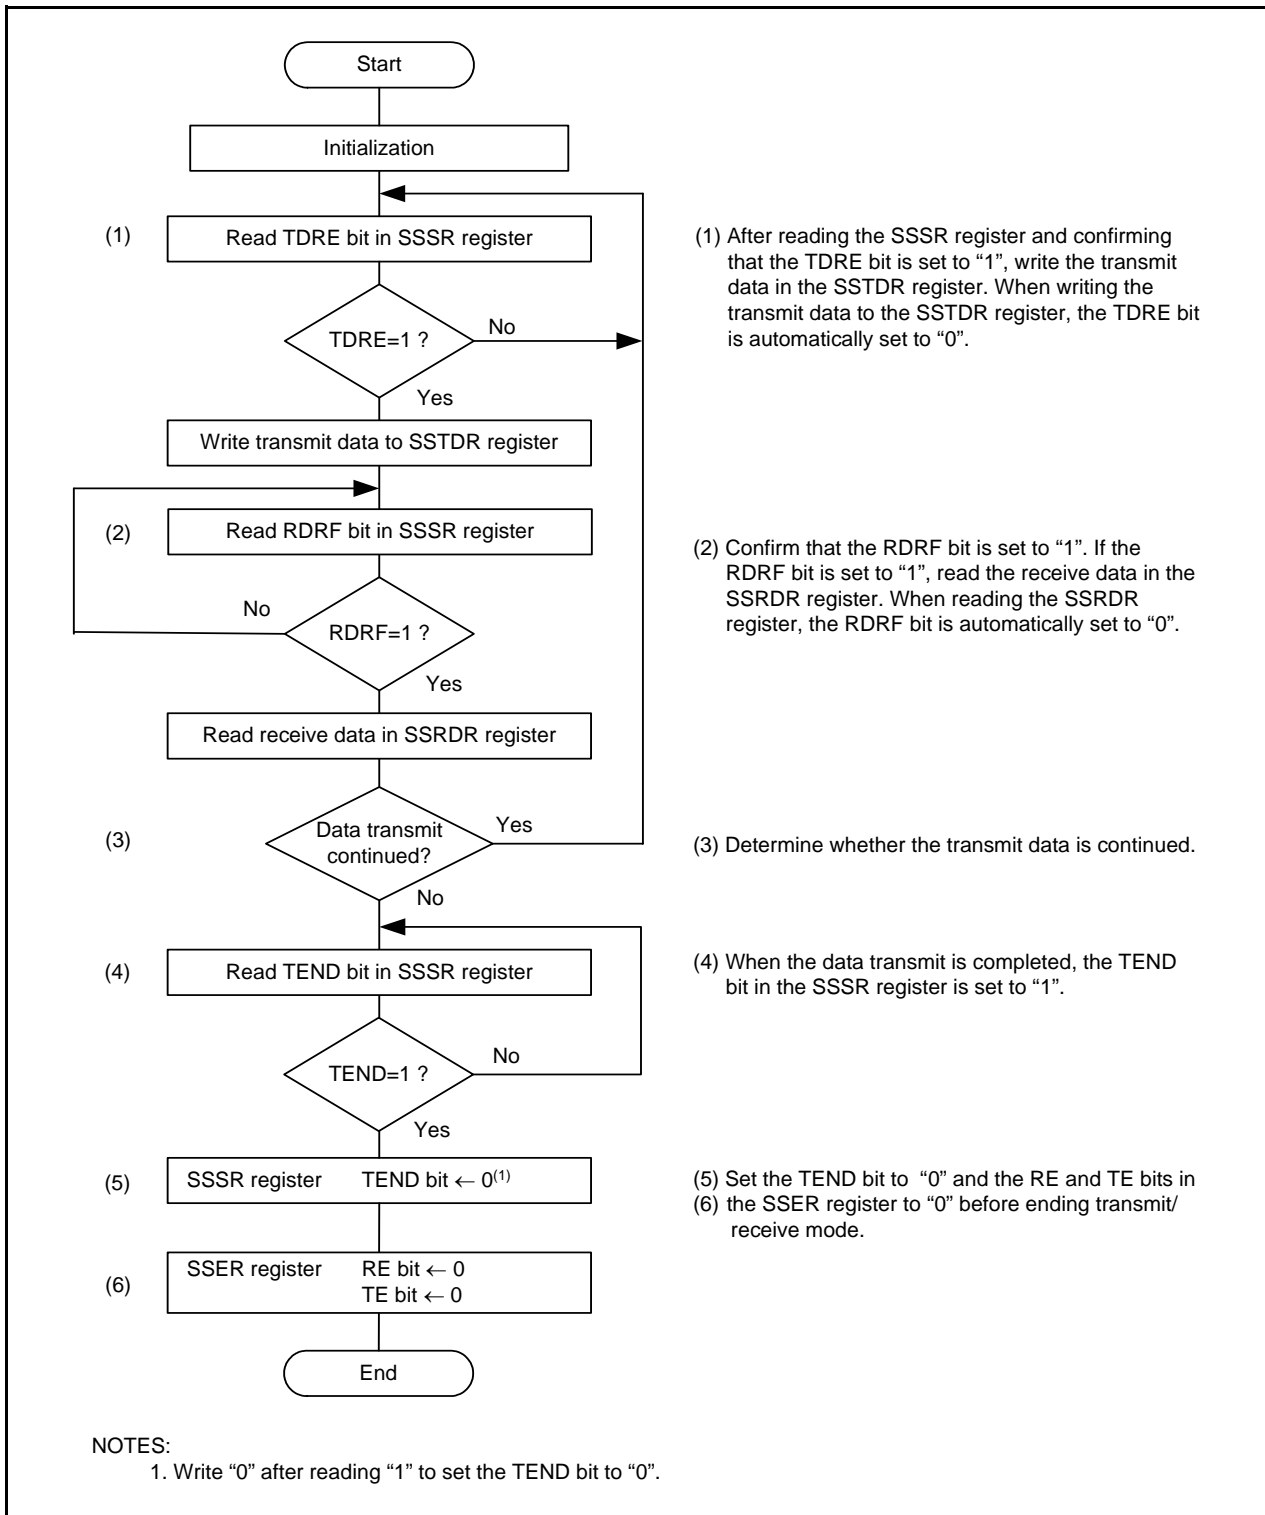 Start
Initialization
(1)
Read TDRE bit in SSSR register
TDRE=1 ?
No
Yes
Write transmit data to SSTDR register
(2)
Read RDRF bit in SSSR register
No
RDRF=1 ?
Yes
Read receive data in SSRDR register
(3)
Data transmit
continued?
Yes
No
(4)
Read TEND bit in SSSR register
TEND=1 ?
No
Yes
(5)
SSSR register TEND bit ← 0(1)
(6)
SSER register RE bit ← 0
TE bit ← 0
End
(1) After reading the SSSR register and confirming
that the TDRE bit is set to “1”, write the transmit
data in the SSTDR register. When writing the
transmit data to the SSTDR register, the TDRE bit
is automatically set to “0”.
(2) Confirm that the RDRF bit is set to “1”. If the
RDRF bit is set to “1”, read the receive data in the
SSRDR register. When reading the SSRDR
register, the RDRF bit is automatically set to “0”.
(3) Determine whether the transmit data is continued.
(4) When the data transmit is completed, the TEND
bit in the SSSR register is set to “1”.
(5) Set the TEND bit to “0” and the RE and TE bits in
(6) the SSER register to “0” before ending transmit/
receive mode.
NOTES:
1. Write “0” after reading “1” to set the TEND bit to “0”.